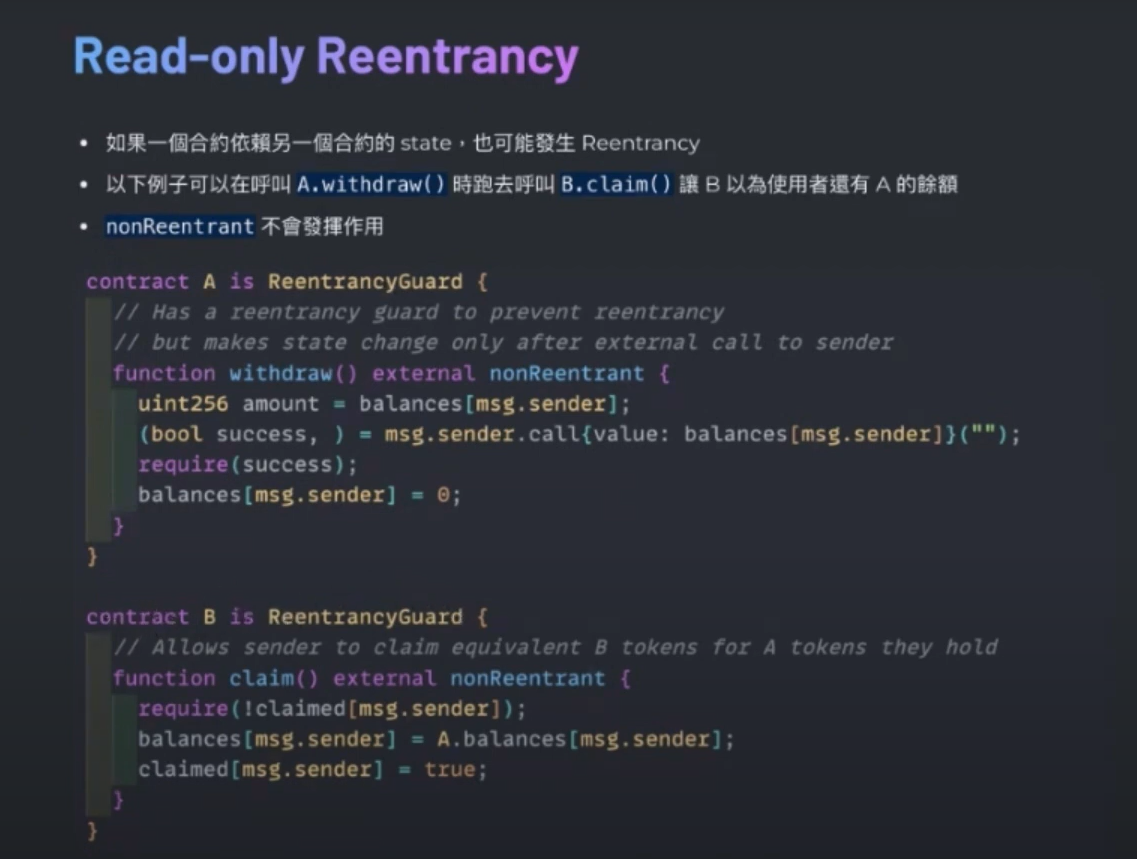 Read-only Reentrancy
• 如果一個合約依賴另一個合約的 state，也可能發生 Reentrancy
• 以下例子可以在呼叫 A.withdraw() 時跑去呼叫 B.claim() 讓 B 以為使用者還有 A 的餘額
• nonReentrant 不會發揮作用
contract A is ReentrancyGuard {
  // Has a reentrancy guard to prevent reentrancy
  // but makes state change only after external call to sender
  function withdraw() external nonReentrant {
    uint256 amount = balances[msg.sender];
    (bool success, ) = msg.sender.call{value: balances[msg.sender]}("");
    require(success);
    balances[msg.sender] = 0;
  }
}
contract B is ReentrancyGuard {
  // Allows sender to claim equivalent B tokens for A tokens they hold
  function claim() external nonReentrant {
    require(!claimed[msg.sender]);
    balances[msg.sender] = A.balances[msg.sender];
    claimed[msg.sender] = true;
  }
}